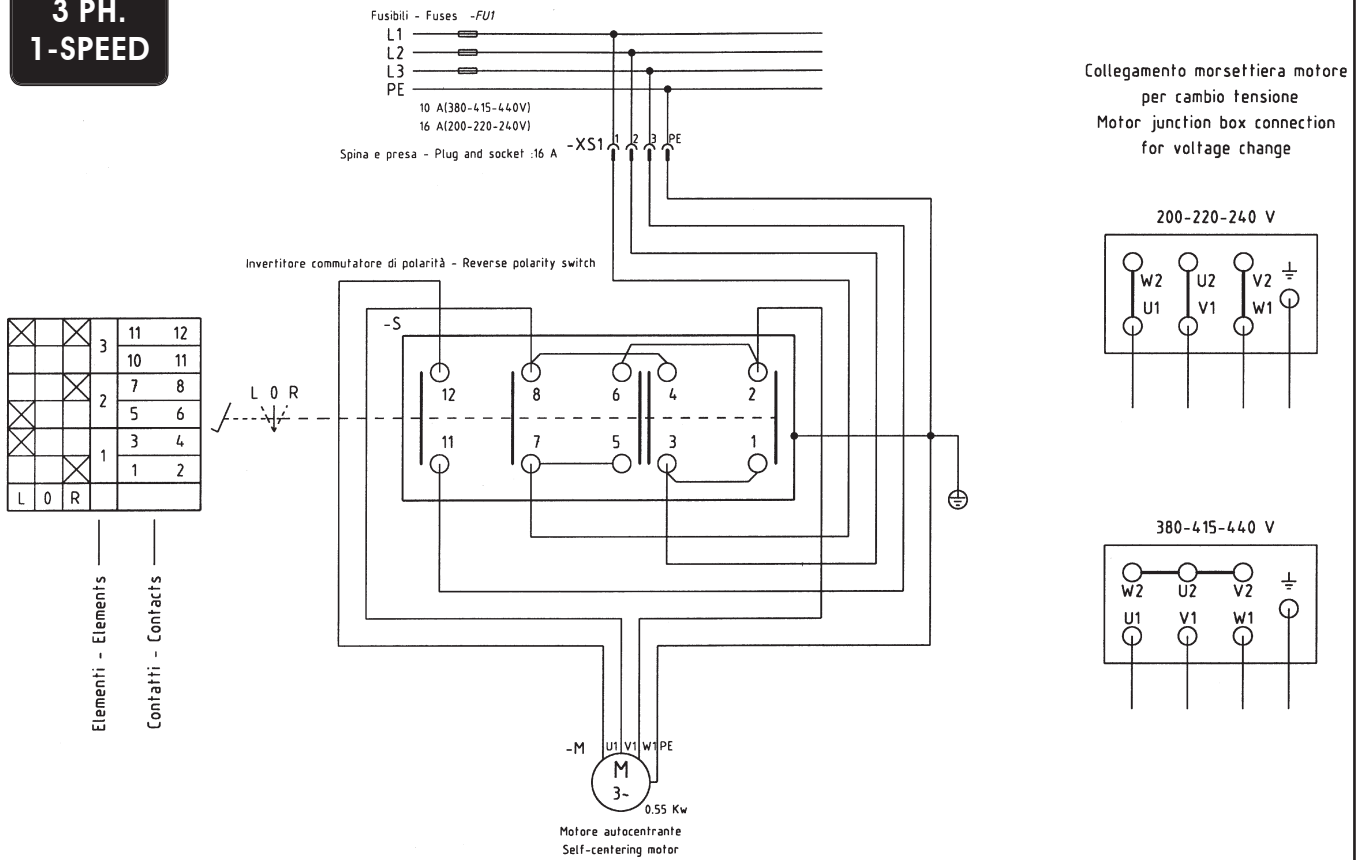 3 PH.
1-SPEED
Fusibili - Fuses -FU1
L1
L2
L3
PE
10 A(380-415-440V)
16 A(200-220-240V)
Spina e presa - Plug and socket :16 A
-XS1 1 2 3 PE
Collegamento morsettiera motore
per cambio tensione
Motor junction box connection
for voltage change
200-220-240 V
W2 U2 V2
U1 V1 W1
Invertitore commutatore di polarità - Reverse polarity switch
-S
12 8 6 4 2
11 7 5 3 1
L 0 R
3 11 12
10 11
2 7 8
5 6
1 3 4
1 2
L 0 R
Elementi - Elements
Contatti - Contacts
380-415-440 V
W2 U2 V2
U1 V1 W1
-M U1 V1 W1 PE
M
3~
0.55 Kw
Motore autocentrante
Self-centering motor